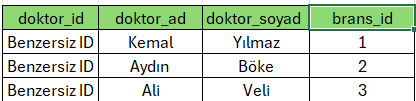 doktor_id doktor_ad doktor_soyad brans_id
Benzersiz ID Kemal Yılmaz 1
Benzersiz ID Aydın Böke 2
Benzersiz ID Ali Veli 3